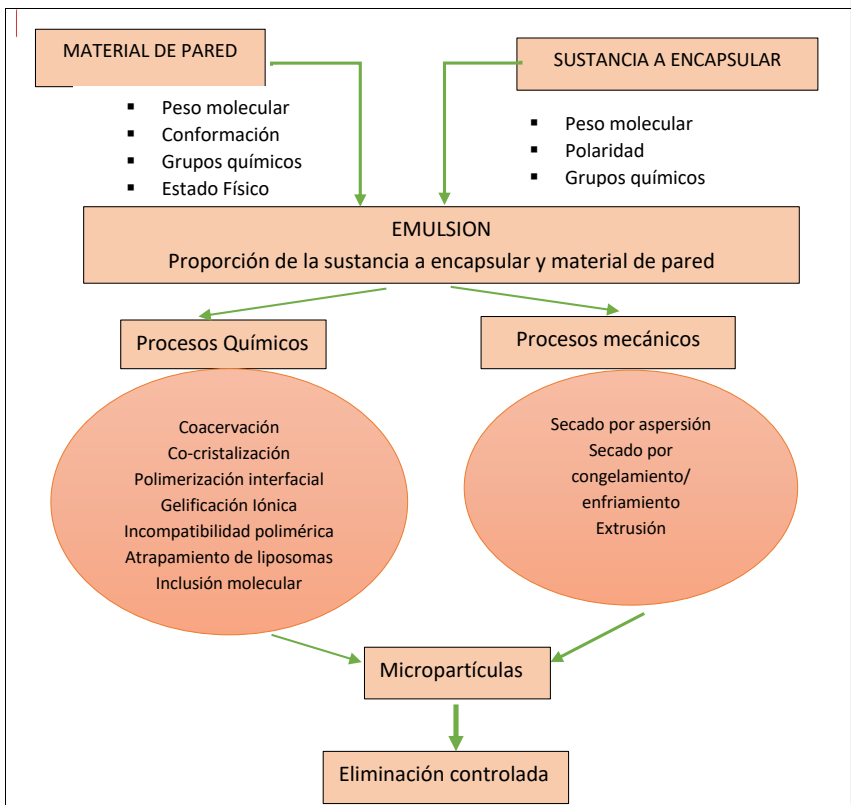 MATERIAL DE PARED
▪ Peso molecular
▪ Conformación
▪ Grupos químicos
▪ Estado Físico
SUSTANCIA A ENCAPSULAR
▪ Peso molecular
▪ Polaridad
▪ Grupos químicos
EMULSION
Proporción de la sustancia a encapsular y material de pared
Procesos Químicos
Coacervación
Co-cristalización
Polimerización interfacial
Gelificación Iónica
Incompatibilidad polimérica
Atrapamiento de liposomas
Inclusión molecular
Procesos mecánicos
Secado por aspersión
Secado por
congelamiento/
enfriamiento
Extrusión
Micropartículas
Eliminación controlada